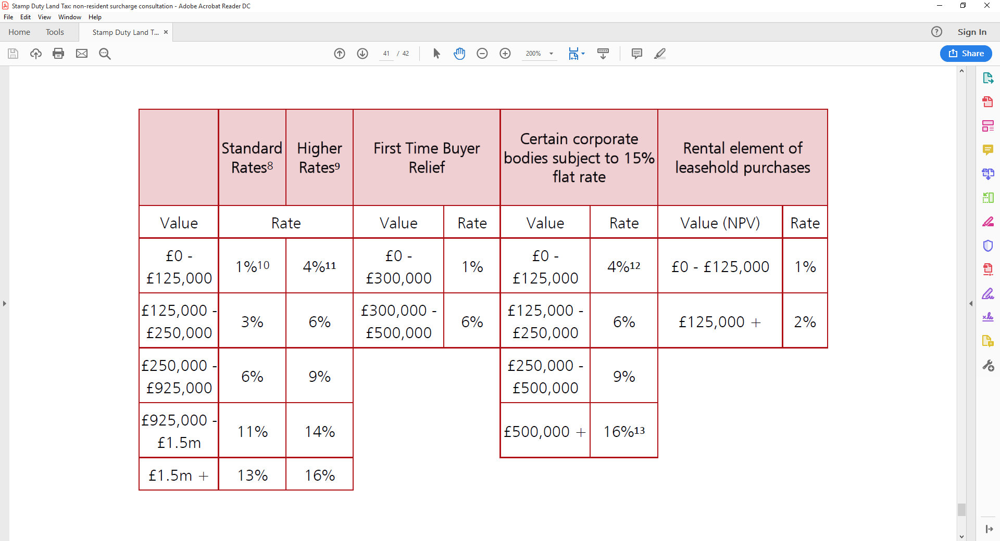 Stamp Duty Land Tax: non-resident surcharge consultation - Adobe Acrobat Reader DC
File Edit View Window Help
Home Tools Stamp Duty Land T... × ? Sign In
41 / 42 200% Share
Standard Rates8
Higher Rates9
First Time Buyer Relief
Certain corporate bodies subject to 15% flat rate
Rental element of leasehold purchases
Value Rate Value Rate Value Rate Value (NPV) Rate
£0 - £125,000 1%10 4%11 £0 - £300,000 1% £0 - £125,000 4%12 £0 - £125,000 1%
£125,000 - £250,000 3% 6% £300,000 - £500,000 6% £125,000 - £250,000 6% £125,000 + 2%
£250,000 - £925,000 6% 9% £250,000 - £500,000 9%
£925,000 - £1.5m 11% 14% £500,000 + 16%13
£1.5m + 13% 16%